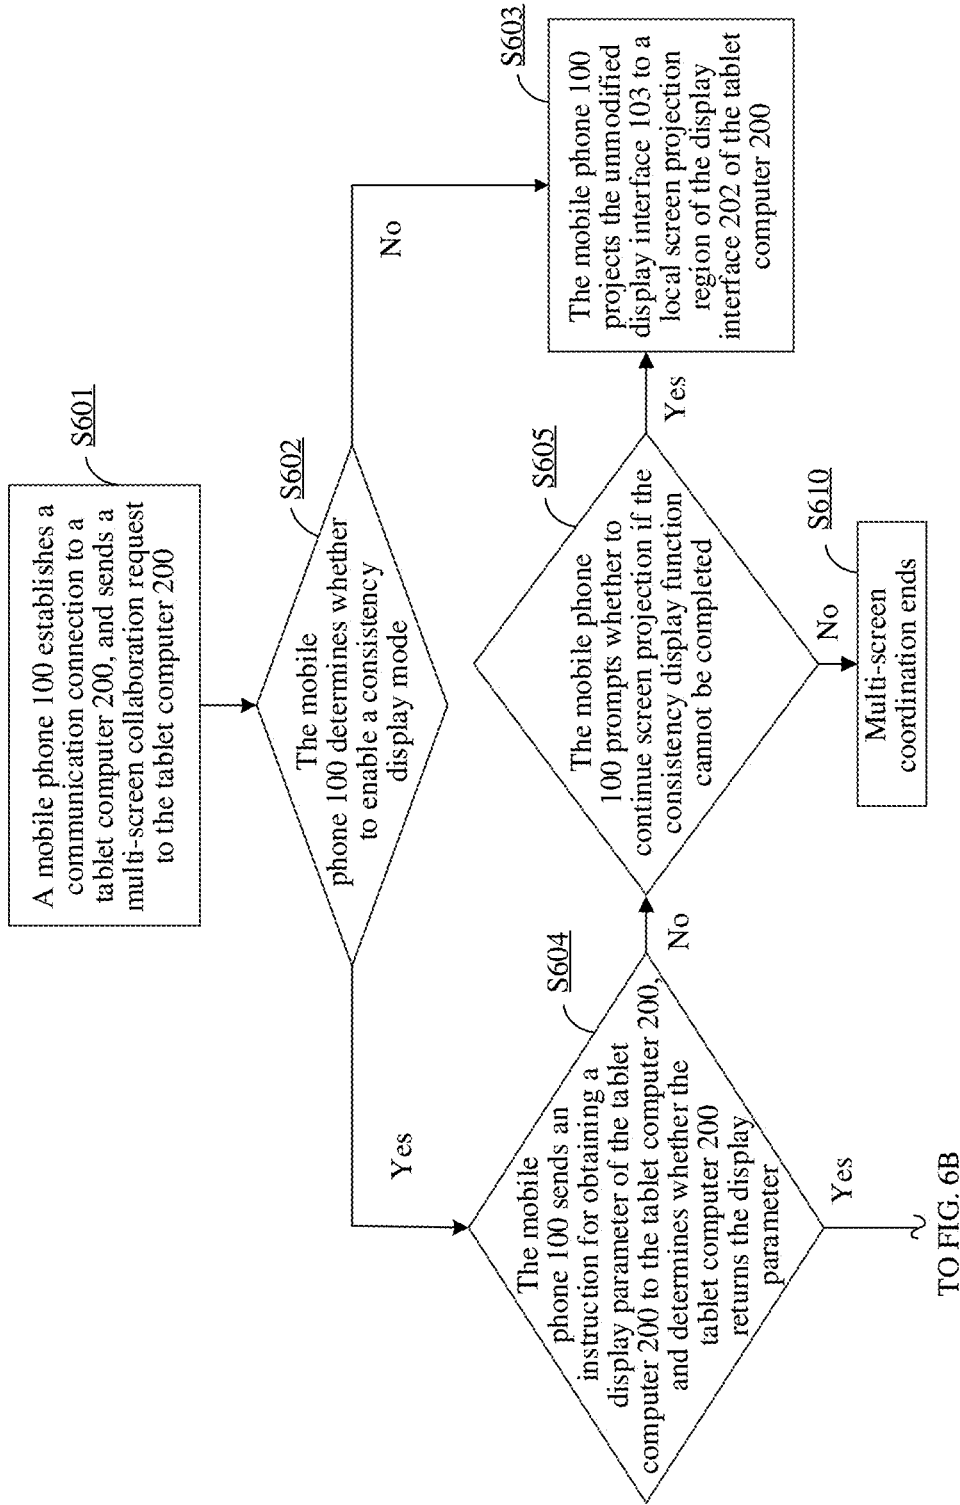 S601
A mobile phone 100 establishes a
communication connection to a
tablet computer 200, and sends a
multi-screen collaboration request
to the tablet computer 200
S602
The mobile
phone 100 determines whether
to enable a consistency
display mode
Yes
No
S604
The mobile
phone 100 sends an
instruction for obtaining a
display parameter of the tablet
computer 200 to the tablet computer 200,
and determines whether the
tablet computer 200
returns the display
parameter
No
Yes
S605
The mobile phone
100 prompts whether to
continue screen projection if the
consistency display function
cannot be completed
Yes
No
S603
The mobile phone 100
projects the unmodified
display interface 103 to a
local screen projection
region of the display
interface 202 of the tablet
computer 200
S610
Multi-screen
coordination ends
TO FIG. 6B